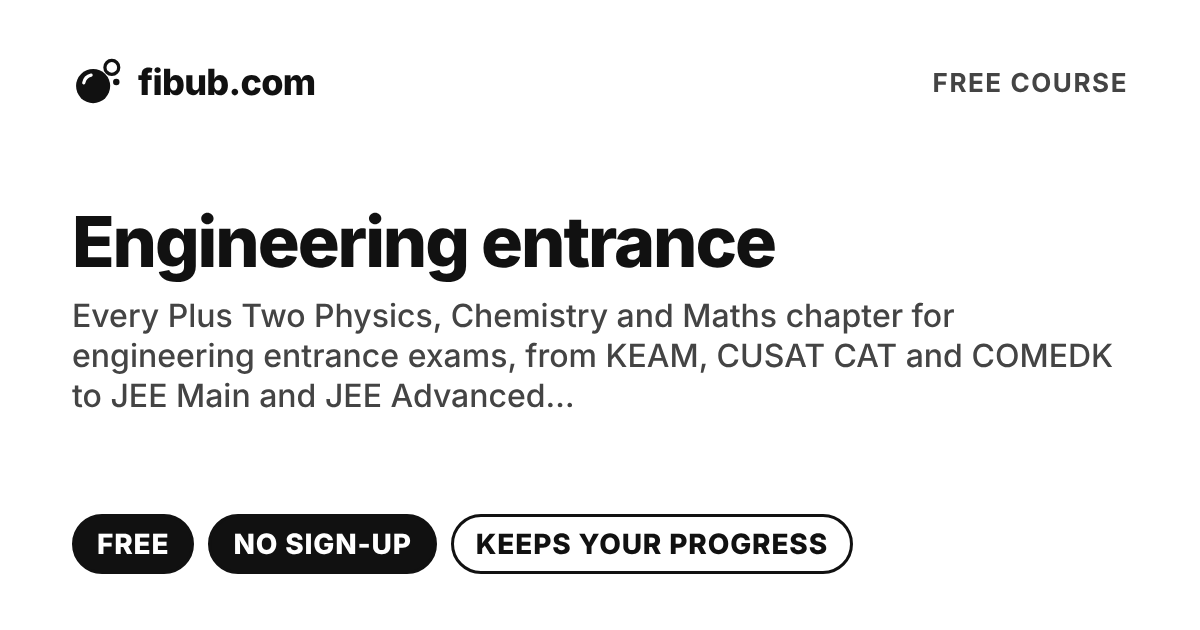 fibub.com
FREE COURSE
Engineering entrance
Every Plus Two Physics, Chemistry and Maths chapter for
engineering entrance exams, from KEAM, CUSAT CAT and COMEDK
to JEE Main and JEE Advanced...
FREE
NO SIGN-UP
KEEPS YOUR PROGRESS